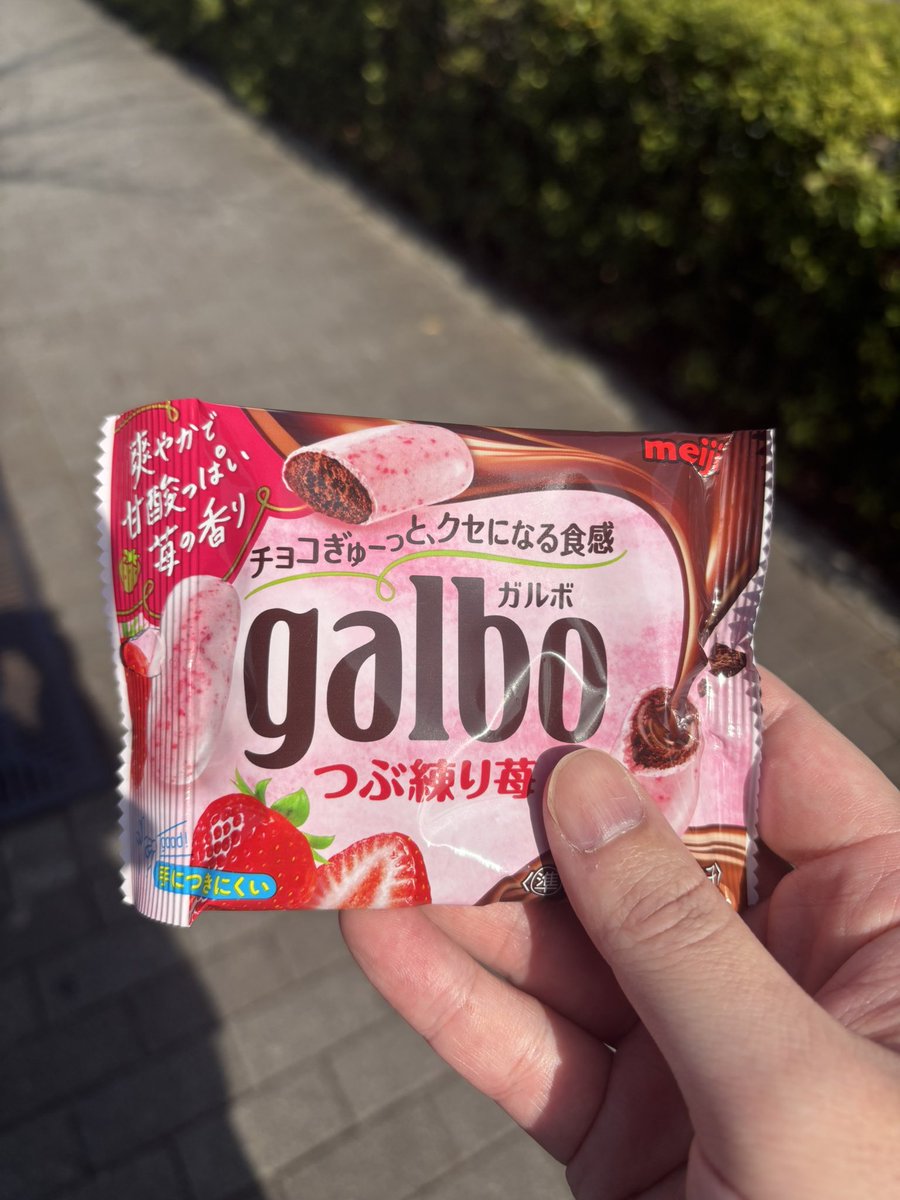 爽やかで
甘酸っぱい
苺の香り
meiji
チョコぎゅーっと、クセになる食感
ガルボ
galbo
つぶ練り苺
手につきにくい
準